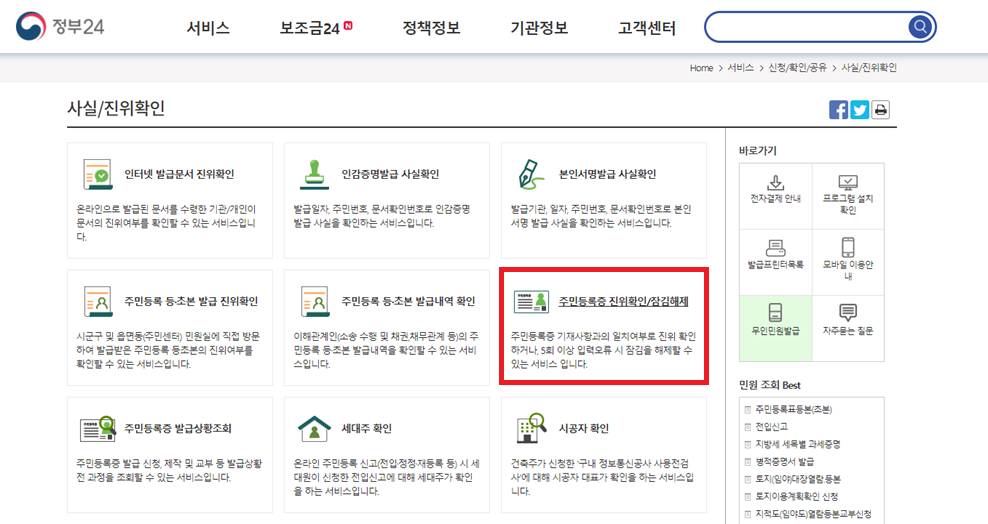 정부24
서비스
보조금24 N
정책정보
기관정보
고객센터
Home > 서비스 > 신청/확인/공유 > 사실/진위확인
사실/진위확인
인터넷 발급문서 진위확인
온라인으로 발급된 문서를 수령한 기관/개인이
문서의 진위여부를 확인할 수 있는 서비스입니
다.
인감증명발급 사실확인
발급일자, 주민번호, 문서확인번호로 인감증명
발급 사실을 확인하는 서비스입니다.
본인서명발급 사실확인
발급기관, 일자, 주민번호, 문서확인번호로 본인
서명 발급 사실을 확인하는 서비스입니다.
주민등록 등·초본 발급 진위확인
시군구 및 읍면동(주민센터) 민원실에 직접 방문
하여 발급받은 주민등록 등초본의 진위여부를
확인할 수 있는 서비스입니다.
주민등록 등·초본 발급내역 확인
이해관계인(소송 수행 및 채권,채무관계 등)의 주
민등록 등·초본 발급내역을 확인할 수 있는 서비
스입니다.
주민등록증 진위확인/잠김해제
주민등록증 기재사항과의 일치여부로 진위 확인
하거나, 5회 이상 입력오류 시 잠김을 해제할 수
있는 서비스 입니다.
주민등록증 발급상황조회
주민등록증 발급 신청, 제작 및 교부 등 발급상황
전 과정을 조회할 수 있는 서비스입니다.
세대주 확인
온라인 주민등록 신고(전입·정정·재등록 등) 시 세
대원이 신청한 전입신고에 대해 세대주가 확인
을 하는 서비스입니다.
시공자 확인
건축주가 신청한 '구내 정보통신공사 사용전검
사'에 대해 시공자 대표가 확인을 하는 서비스입
니다.
바로가기
전자결제 안내
프로그램 설치
확인
발급프린터목록
모바일 이용안
내
무인민원발급
자주묻는 질문
민원 조회 Best
주민등록표등본(초본)
전입신고
지방세 세목별 과세증명
병적증명서 발급
토지(임야)대장열람.등본
토지이용계획확인 신청
지적도(임야도)열람등본교부신청